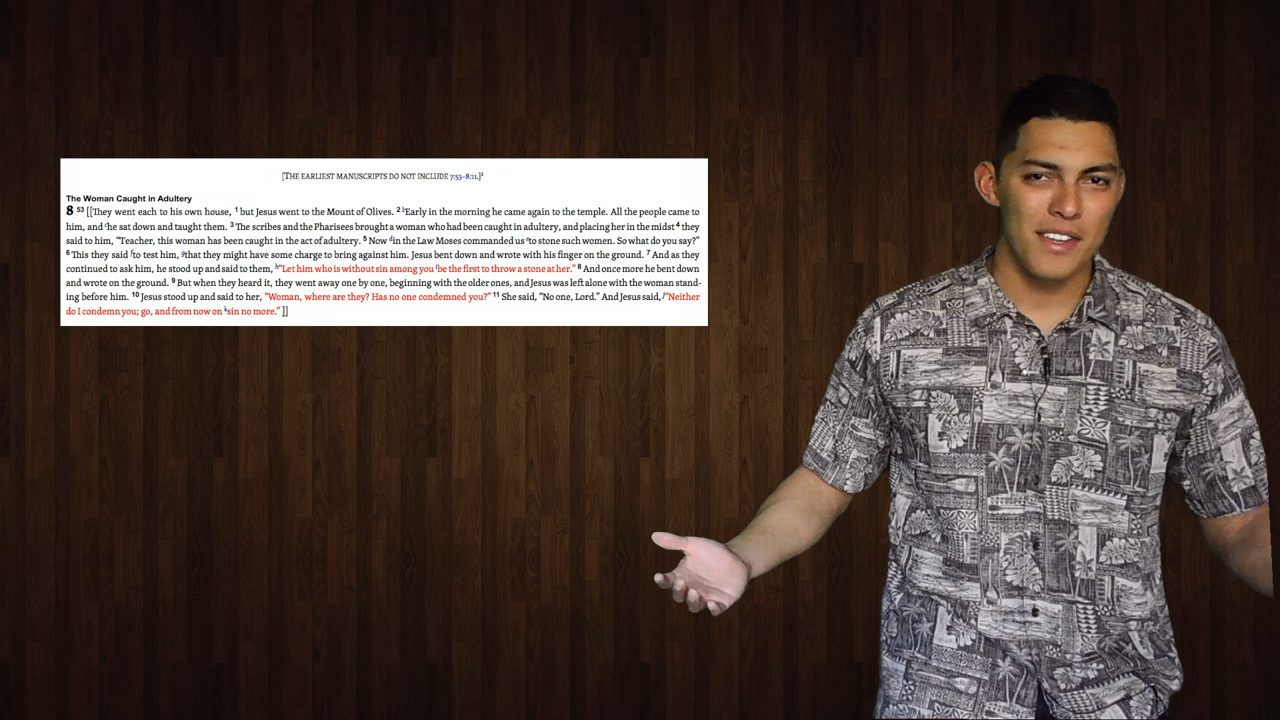 [THE EARLIEST MANUSCRIPTS DO NOT INCLUDE 7:53–8:11.]1
The Woman Caught in Adultery
8 53 [[They went each to his own house, 1 but Jesus went to the Mount of Olives. 2 bEarly in the morning he came again to the temple. All the people came to
him, and che sat down and taught them. 3 The scribes and the Pharisees brought a woman who had been caught in adultery, and placing her in the midst 4 they
said to him, “Teacher, this woman has been caught in the act of adultery. 5 Now din the Law Moses commanded us eto stone such women. So what do you say?”
6 This they said fto test him, gthat they might have some charge to bring against him. Jesus bent down and wrote with his finger on the ground. 7 And as they
continued to ask him, he stood up and said to them, h“Let him who is without sin among you ibe the first to throw a stone at her.” 8 And once more he bent down
and wrote on the ground. 9 But when they heard it, they went away one by one, beginning with the older ones, and Jesus was left alone with the woman stand-
ing before him. 10 Jesus stood up and said to her, “Woman, where are they? Has no one condemned you?” 11 She said, “No one, Lord.” And Jesus said, j“Neither
do I condemn you; go, and from now on ksin no more.” ]]